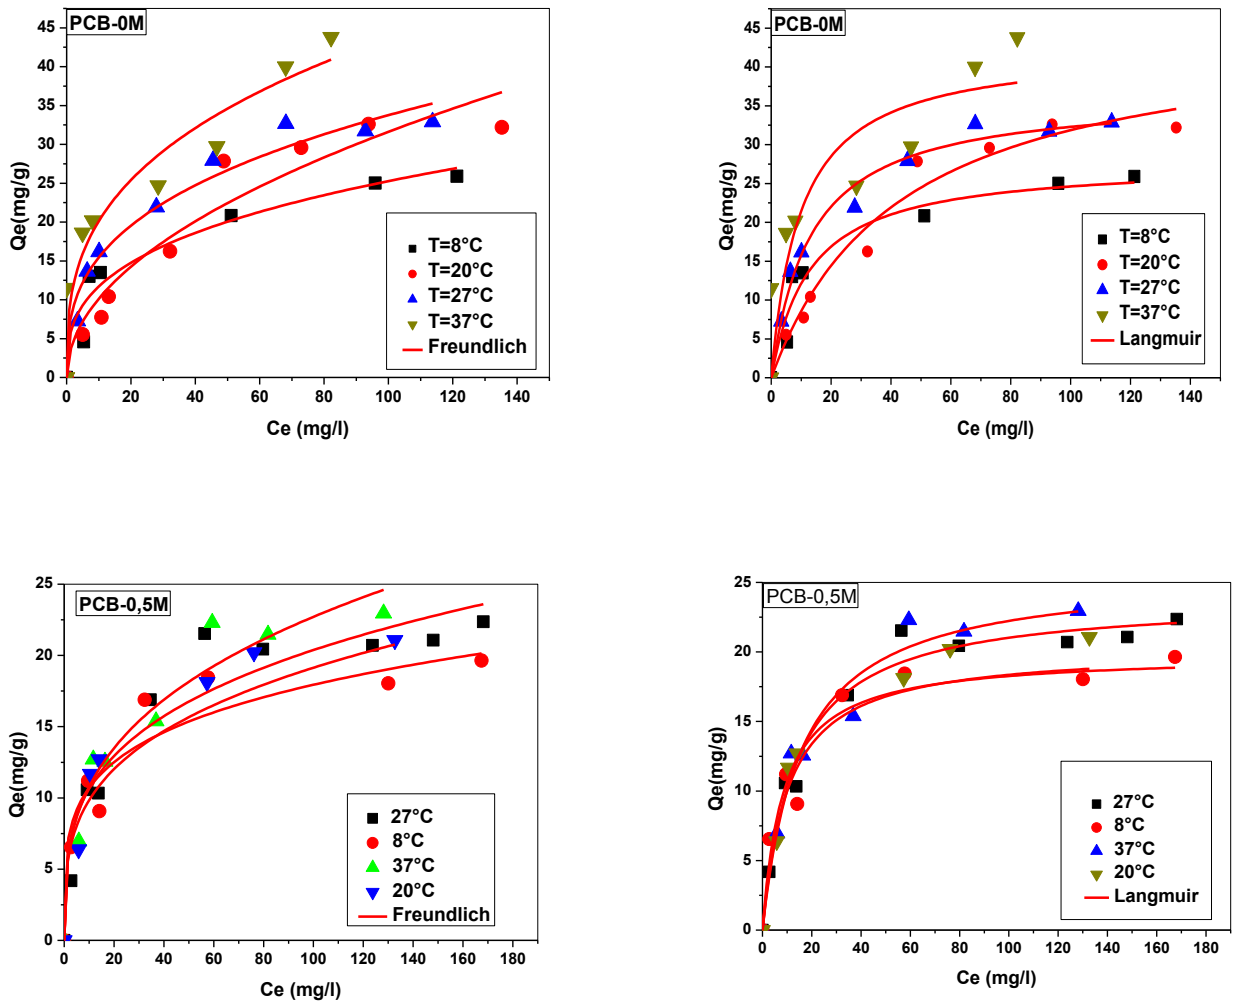 PCB-0M
Qe(mg/g)
45
40
35
30
25
20
15
10
5
0
0 20 40 60 80 100 120 140
Ce (mg/l)
T=8°C
T=20°C
T=27°C
T=37°C
Freundlich
PCB-0M
Qe(mg/g)
45
40
35
30
25
20
15
10
5
0
0 20 40 60 80 100 120 140
Ce (mg/l)
T=8°C
T=20°C
T=27°C
T=37°C
Langmuir
PCB-0,5M
Qe(mg/g)
25
20
15
10
5
0
0 20 40 60 80 100 120 140 160 180
Ce (mg/l)
27°C
8°C
37°C
20°C
Freundlich
PCB-0,5M
Qe(mg/g)
25
20
15
10
5
0
0 20 40 60 80 100 120 140 160 180
Ce (mg/l)
27°C
8°C
37°C
20°C
Langmuir